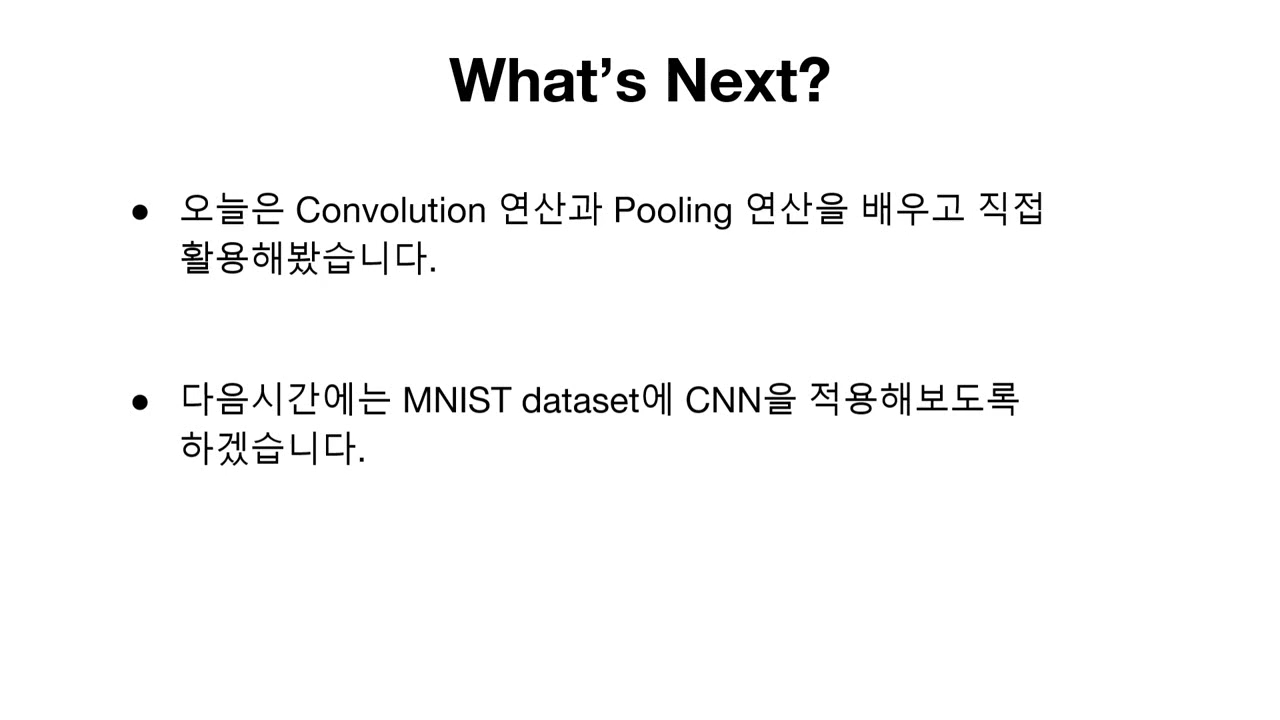 What’s Next?
● 오늘은 Convolution 연산과 Pooling 연산을 배우고 직접
활용해봤습니다.
● 다음시간에는 MNIST dataset에 CNN을 적용해보도록
하겠습니다.